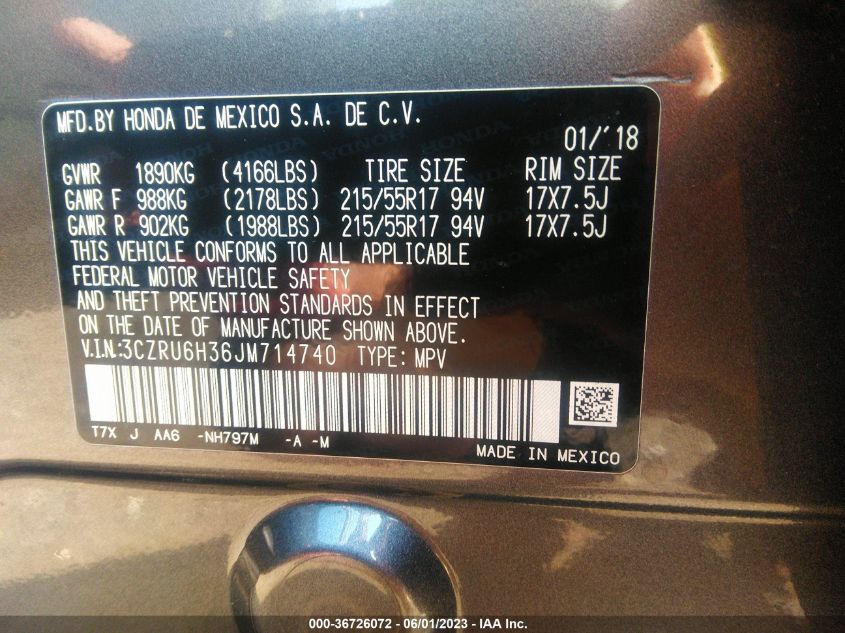 MFD.BY HONDA DE MEXICO S.A. DE C.V.
01/'18
GVWR 1890KG (4166LBS) TIRE SIZE RIM SIZE
GAWR F 988KG (2178LBS) 215/55R17 94V 17X7.5J
GAWR R 902KG (1988LBS) 215/55R17 94V 17X7.5J
THIS VEHICLE CONFORMS TO ALL APPLICABLE
FEDERAL MOTOR VEHICLE SAFETY
AND THEFT PREVENTION STANDARDS IN EFFECT
ON THE DATE OF MANUFACTURE SHOWN ABOVE.
V.I.N:3CZRU6H36JM714740 TYPE: MPV
T7X J AA6 -NH797M -A -M
MADE IN MEXICO
000-36726072 - 06/01/2023 - IAA Inc.